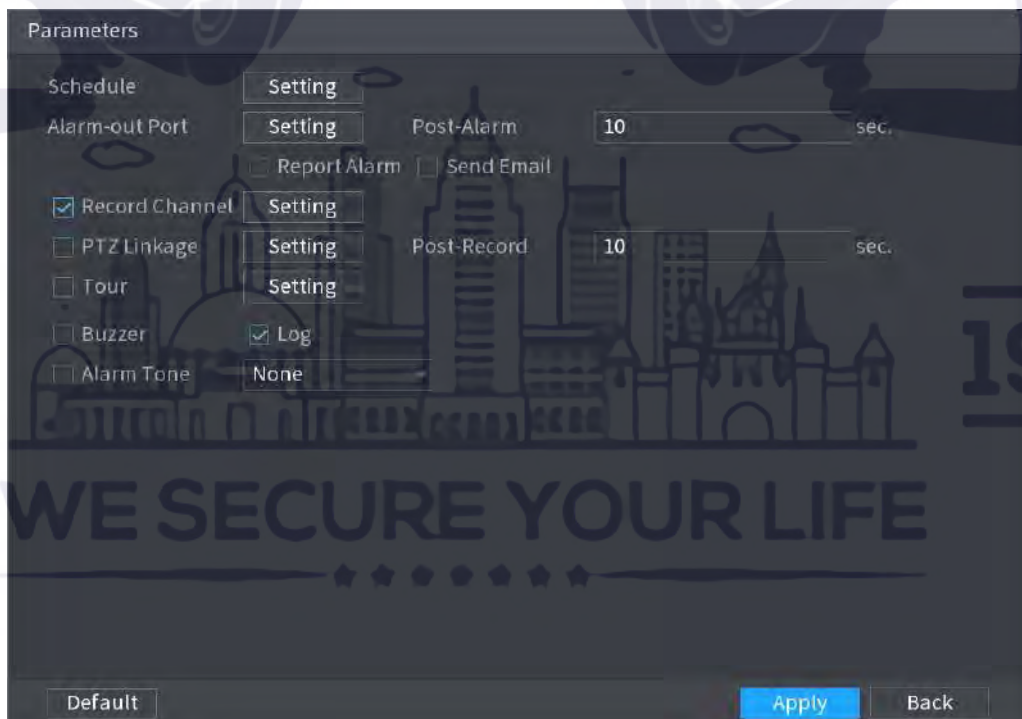 Parameters
Schedule Setting
Alarm-out Port Setting Post-Alarm 10 sec.
Report Alarm Send Email
Record Channel Setting
PTZ Linkage Setting Post-Record 10 sec.
Tour Setting
Buzzer Log
Alarm Tone None
19
WE SECURE YOUR LIFE
Default Apply Back